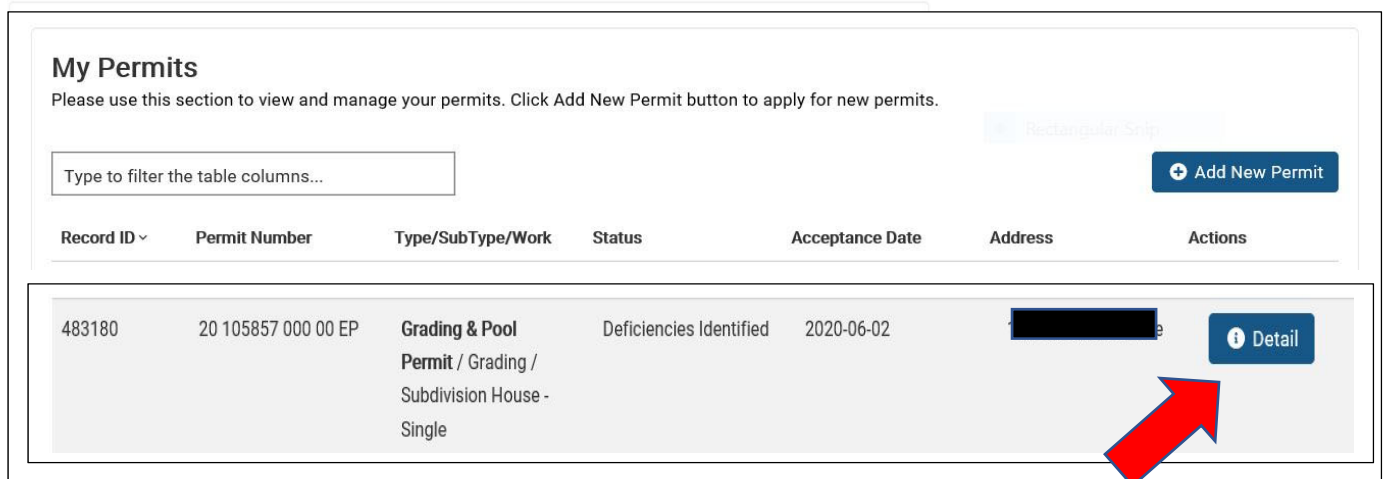 My Permits
Please use this section to view and manage your permits. Click Add New Permit button to apply for new permits.
Rectangular Snip
Type to filter the table columns...
Add New Permit
Record ID Permit Number Type/SubType/Work Status Acceptance Date Address Actions
483180 20 105857 000 00 EP Grading & Pool Deficiencies Identified 2020-06-02 1 e Detail
Permit / Grading /
Subdivision House -
Single